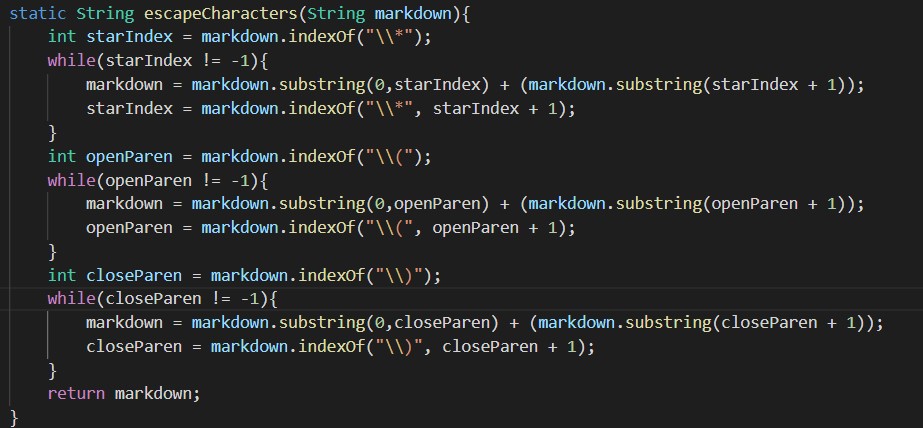 static String escapeCharacters(String markdown){
    int starIndex = markdown.indexOf("\\*");
    while(starIndex != -1){
        markdown = markdown.substring(0,starIndex) + (markdown.substring(starIndex + 1));
        starIndex = markdown.indexOf("\\*", starIndex + 1);
    }
    int openParen = markdown.indexOf("\\(");
    while(openParen != -1){
        markdown = markdown.substring(0,openParen) + (markdown.substring(openParen + 1));
        openParen = markdown.indexOf("\\(", openParen + 1);
    }
    int closeParen = markdown.indexOf("\\)");
    while(closeParen != -1){
        markdown = markdown.substring(0,closeParen) + (markdown.substring(closeParen + 1));
        closeParen = markdown.indexOf("\\)", closeParen + 1);
    }
    return markdown;
}